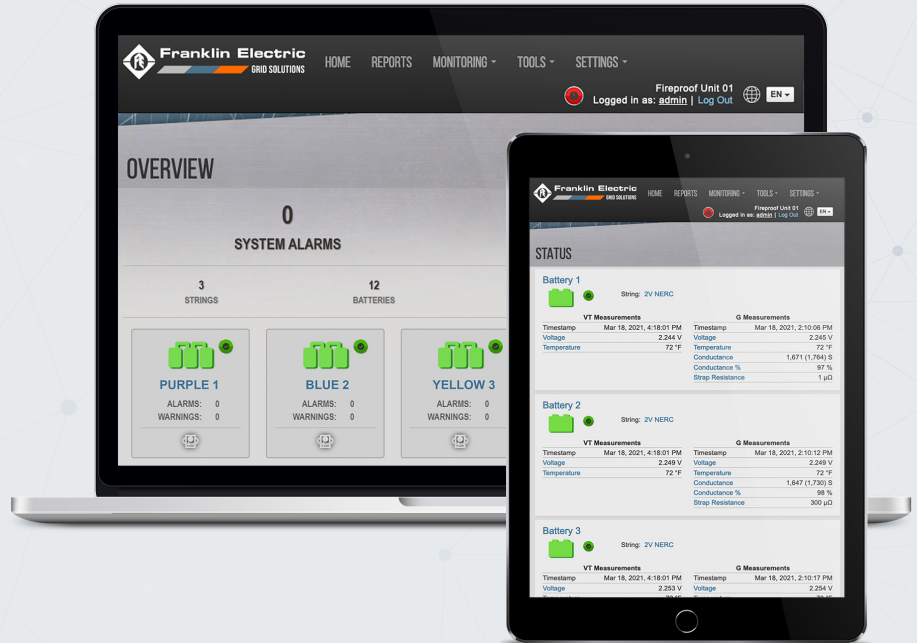 Franklin Electric
GRID SOLUTIONS
HOME REPORTS MONITORING TOOLS SETTINGS
Fireproof Unit 01
Logged in as: admin | Log Out EN
OVERVIEW
0
SYSTEM ALARMS
3 12
STRINGS BATTERIES
PURPLE 1 BLUE 2 YELLOW 3
ALARMS: 0 ALARMS: 0 ALARMS: 0
WARNINGS: 0 WARNINGS: 0 WARNINGS: 0
Franklin Electric
GRID SOLUTIONS
HOME REPORTS MONITORING TOOLS SETTINGS
Fireproof Unit 01
Logged in as: admin | Log Out EN
STATUS
Battery 1
String: 2V NERC
VT Measurements G Measurements
Timestamp Mar 18, 2021, 4:18:01 PM Timestamp Mar 18, 2021, 2:10:06 PM
Voltage 2.244 V Voltage 2.245 V
Temperature 72 °F Temperature 72 °F
Conductance 1,671 (1,764) S
Conductance % 97 %
Strap Resistance 1 µΩ
Battery 2
String: 2V NERC
VT Measurements G Measurements
Timestamp Mar 18, 2021, 4:18:01 PM Timestamp Mar 18, 2021, 2:10:12 PM
Voltage 2.249 V Voltage 2.249 V
Temperature 72 °F Temperature 72 °F
Conductance 1,647 (1,730) S
Conductance % 98 %
Strap Resistance 300 µΩ
Battery 3
String: 2V NERC
VT Measurements G Measurements
Timestamp Mar 18, 2021, 4:18:01 PM Timestamp Mar 18, 2021, 2:10:17 PM
Voltage 2.253 V Voltage 2.254 V